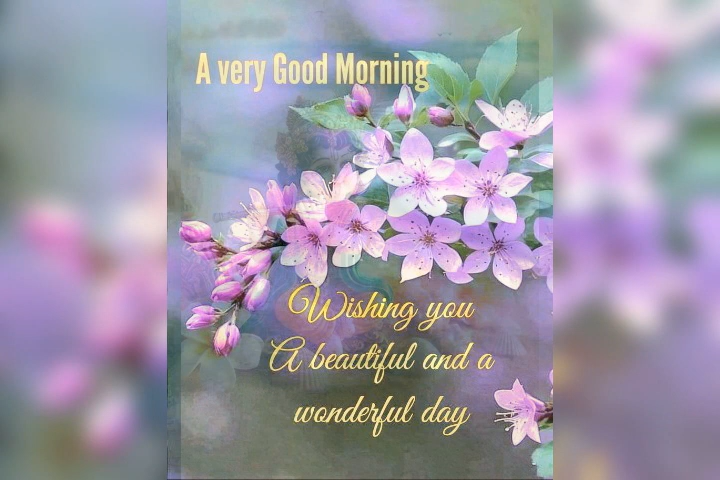 A very Good Morning
Wishing you
A beautiful and a
wonderful day